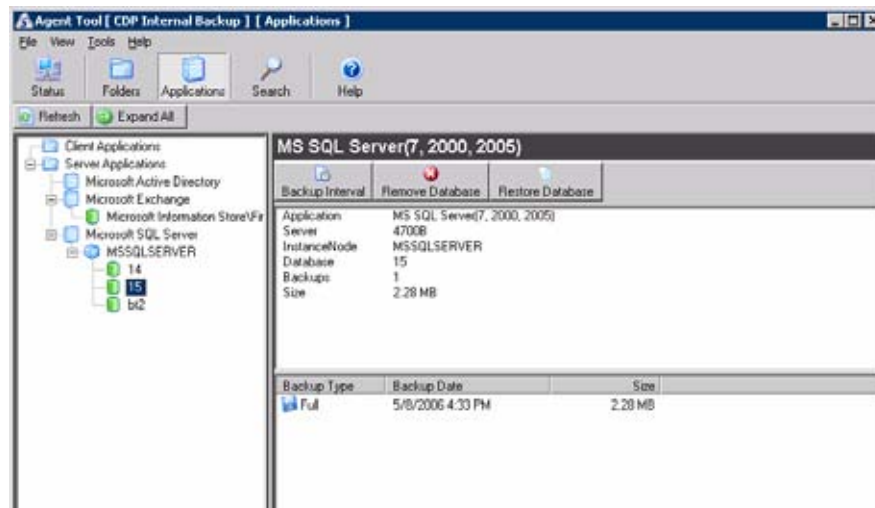 Agent Tool [ CDP Internal Backup ] [ Applications ]
File View Tools Help
Status Folders Applications Search Help
Refresh Expand All
Client Applications
Server Applications
Microsoft Active Directory
Microsoft Exchange
Microsoft Information Store\Fir
Microsoft SQL Server
MSSQLSERVER
14
15
bt2
MS SQL Server(7, 2000, 2005)
Backup Interval Remove Database Restore Database
Application MS SQL Server(7, 2000, 2005)
Server 4700B
InstanceNode MSSQLSERVER
Database 15
Backups 1
Size 2.28 MB
Backup Type Backup Date Size
Full 5/8/2006 4:33 PM 2.28 MB